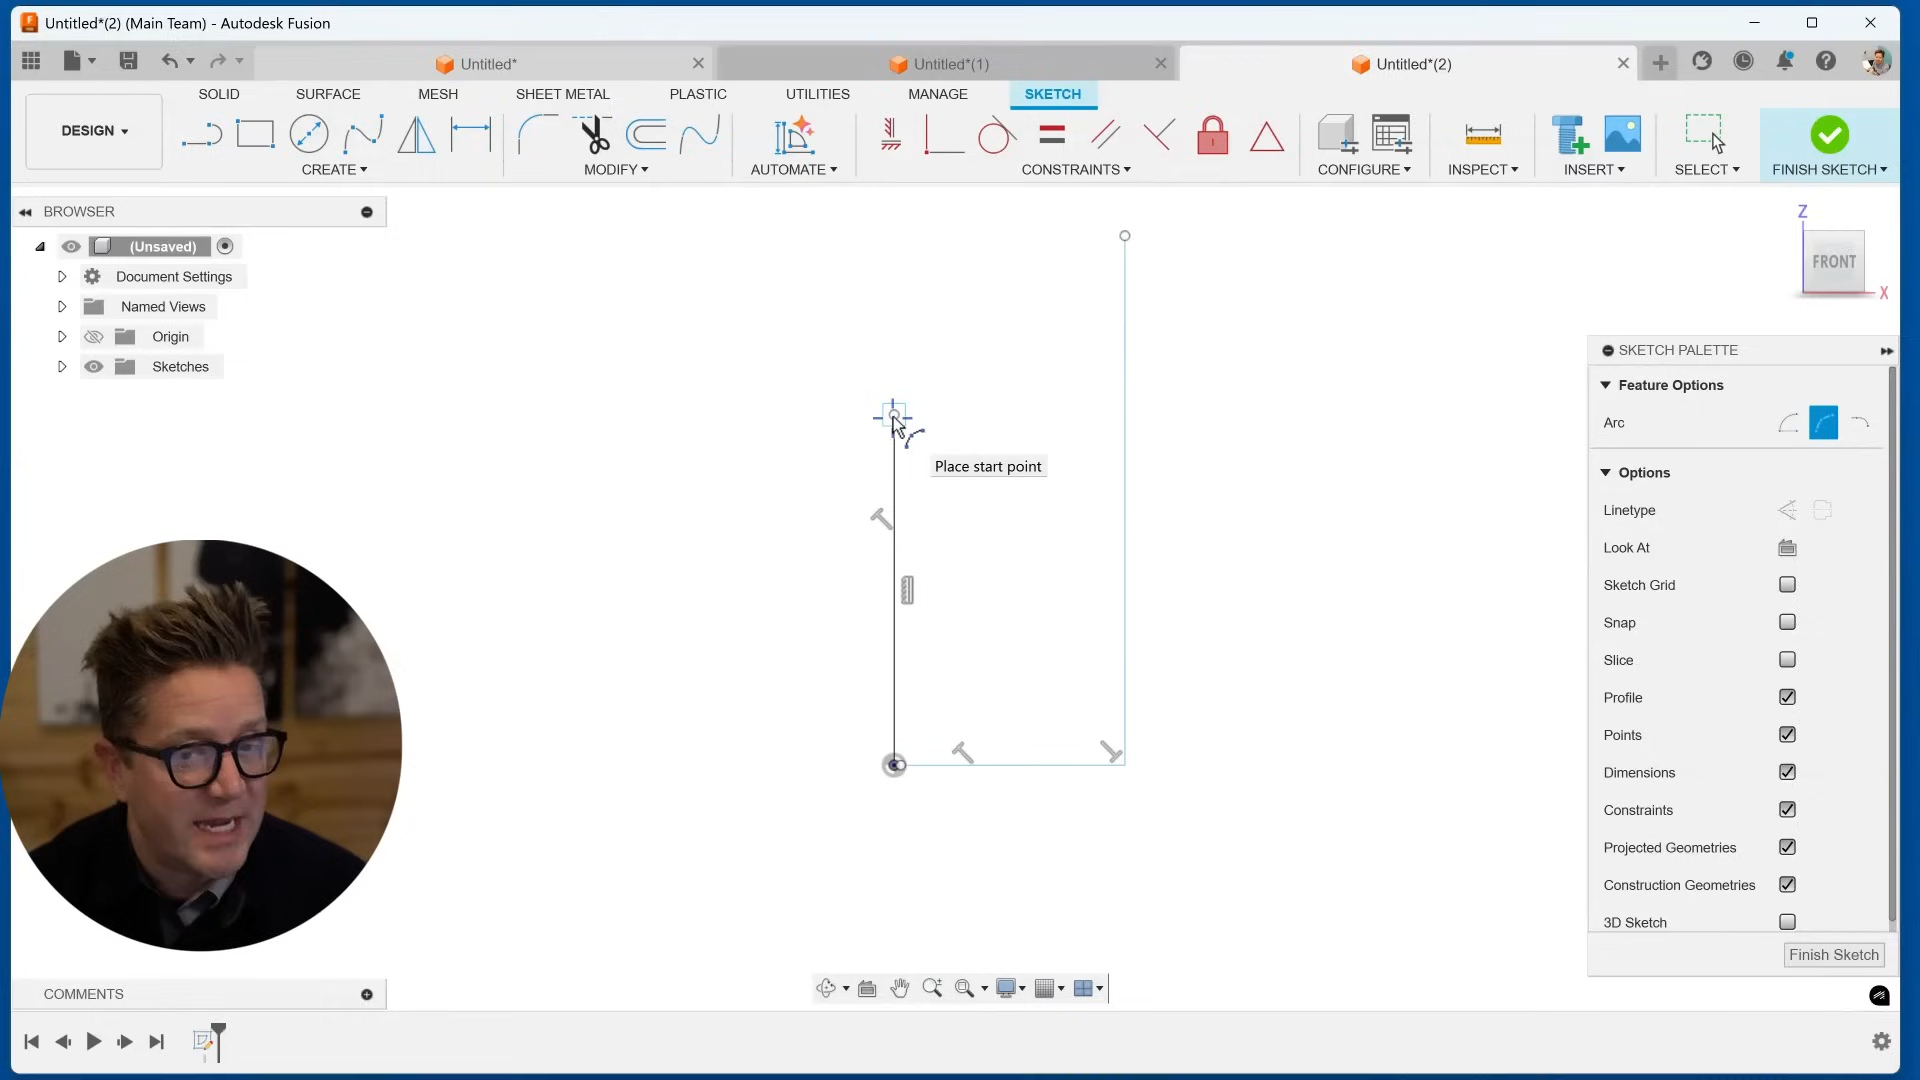 Untitled*(2) (Main Team) - Autodesk Fusion
Untitled*
Untitled*(1)
Untitled*(2)
SOLID SURFACE MESH SHEET METAL PLASTIC UTILITIES MANAGE SKETCH
DESIGN
CREATE MODIFY AUTOMATE CONSTRAINTS CONFIGURE INSPECT INSERT SELECT FINISH SKETCH
BROWSER
(Unsaved)
Document Settings
Named Views
Origin
Sketches
Z
FRONT
X
Place start point
SKETCH PALETTE
Feature Options
Arc
Options
Linetype
Look At
Sketch Grid
Snap
Slice
Profile
Points
Dimensions
Constraints
Projected Geometries
Construction Geometries
3D Sketch
Finish Sketch
COMMENTS